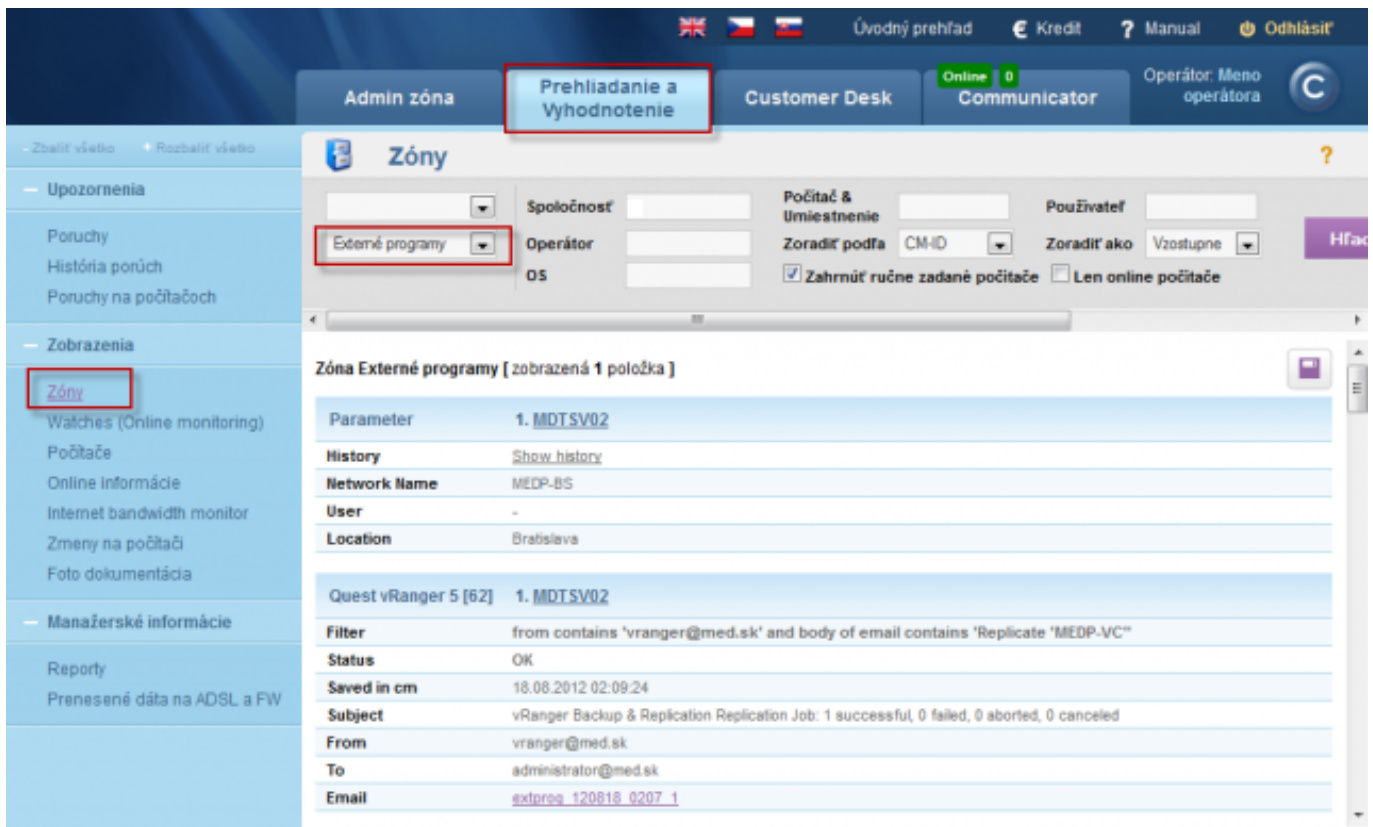 Úvodný prehľad € Kredit ? Manual Odhlásiť
Admin zóna
Prehliadanie a
Vyhodnotenie
Customer Desk
Online 0
Communicator
Operátor: Meno
operátora
- Zbaliť všetko + Rozbaliť všetko
Zóny ?
Upozornenia
Poruchy
História porúch
Poruchy na počítačoch
Zobrazenia
Zóny
Watches (Online monitoring)
Počítače
Online informácie
Internet bandwidth monitor
Zmeny na počítači
Foto dokumentácia
Manažérské informácie
Reporty
Prenesené dáta na ADSL a FW
Spoločnosť
Počítač &
Umiestnenie
Používateľ
Externé programy
Operátor
Zoradiť podľa CM-ID
Zoradiť ako Vzostupne
Hľad
OS
Zahrnúť ručne zadané počítače Len online počítače
Zóna Externé programy [ zobrazená 1 položka ]
Parameter 1. MDTSV02
History Show history
Network Name MEDP-BS
User -
Location Bratislava
Quest vRanger 5 [62] 1. MDTSV02
Filter from contains 'vranger@med.sk' and body of email contains 'Replicate 'MEDP-VC''
Status OK
Saved in cm 18.08.2012 02:09:24
Subject vRanger Backup & Replication Replication Job: 1 successful, 0 failed, 0 aborted, 0 canceled
From vranger@med.sk
To administrator@med.sk
Email extprog_120818_0207_1